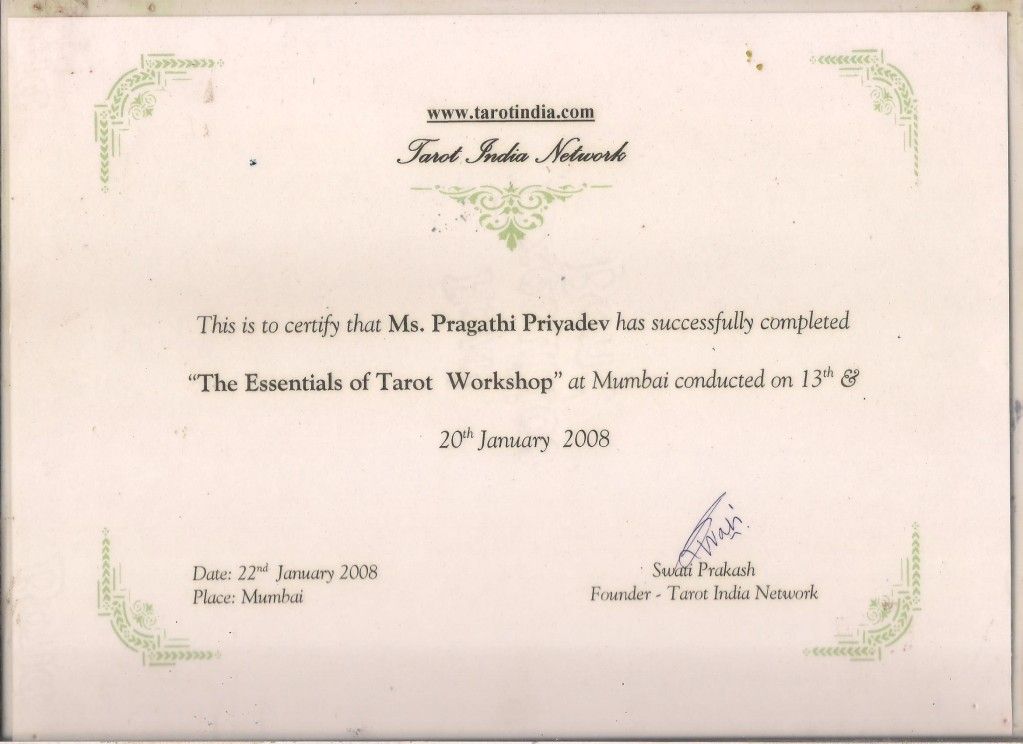 www.tarotindia.com
Tarot India Network
This is to certify that Ms. Pragathi Priyadev has successfully completed
“The Essentials of Tarot Workshop” at Mumbai conducted on 13th &
20th January 2008
Swati
Date: 22nd January 2008
Place: Mumbai
Swati Prakash
Founder - Tarot India Network